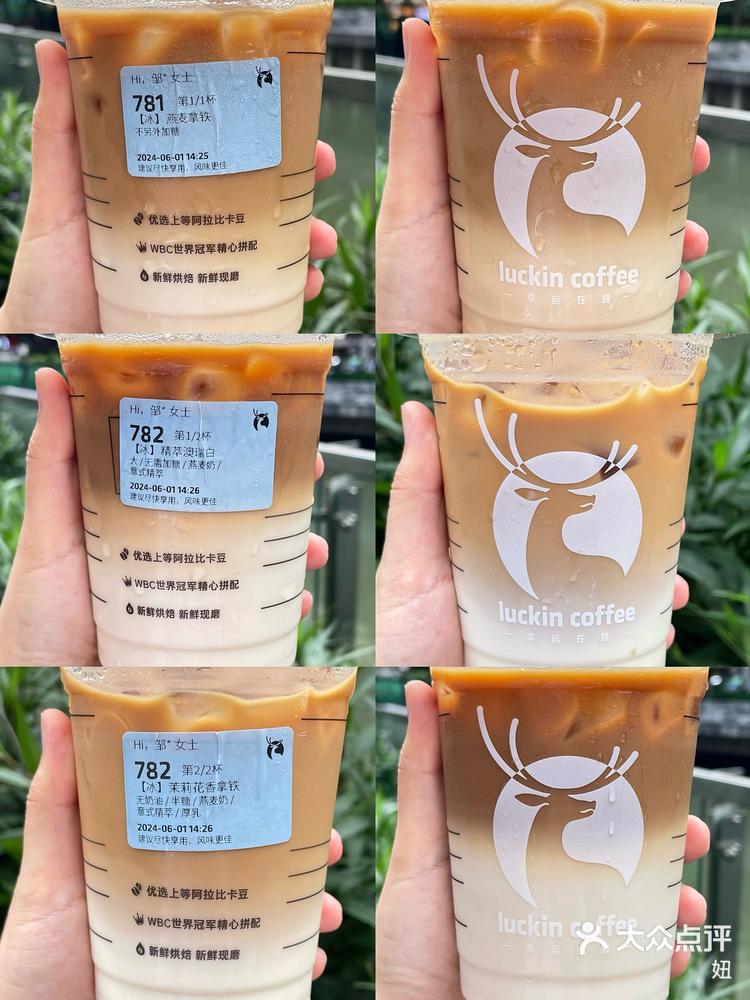 Hi, 邹*女士
781 第1/1杯
【冰】燕麦拿铁
不另外加糖
2024-06-01 14:25
建议尽快享用，风味更佳
优选上等阿拉比卡豆
WBC世界冠军精心拼配
新鲜烘焙 新鲜现磨
luckin coffee
幸运在握
Hi, 邹*女士
782 第1/2杯
【冰】精萃澳瑞白
大/无需加糖/燕麦奶/
意式精萃
2024-06-01 14:26
建议尽快享用，风味更佳
优选上等阿拉比卡豆
WBC世界冠军精心拼配
新鲜烘焙 新鲜现磨
luckin coffee
幸运在握
Hi, 邹*女士
782 第2/2杯
【冰】茉莉花香拿铁
无奶油/半糖/燕麦奶/
意式精萃/厚乳
2024-06-01 14:26
建议尽快享用，风味更佳
优选上等阿拉比卡豆
WBC世界冠军精心拼配
新鲜烘焙 新鲜现磨
luckin coffee
大众点评
妞